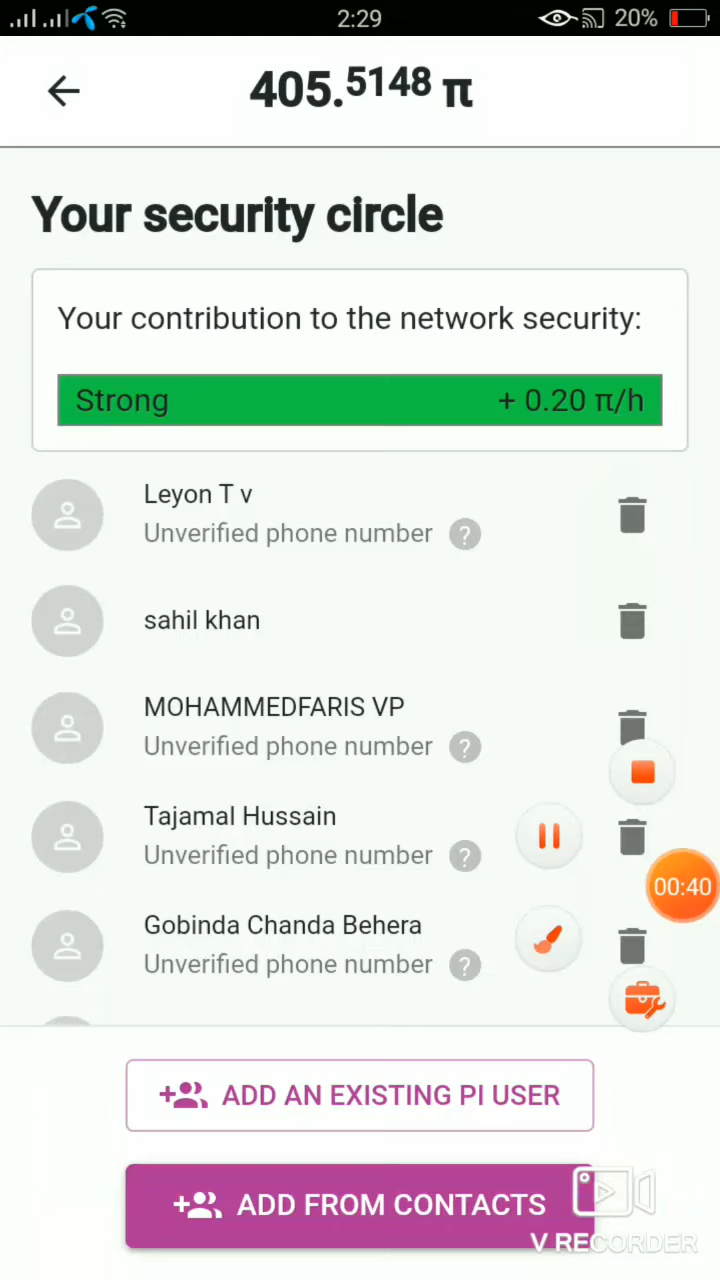 2:29
20%
405.5148 π
Your security circle
Your contribution to the network security:
Strong + 0.20 π/h
Leyon T v
Unverified phone number ?
sahil khan
MOHAMMEDFARIS VP
Unverified phone number ?
Tajamal Hussain
Unverified phone number ?
00:40
Gobinda Chanda Behera
Unverified phone number ?
ADD AN EXISTING PI USER
ADD FROM CONTACTS
V RECORDER